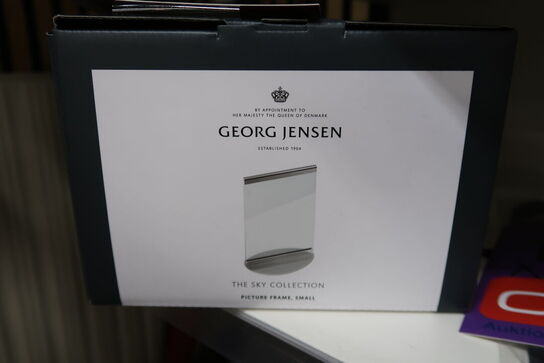 BY APPOINTMENT TO
HER MAJESTY THE QUEEN OF DENMARK
GEORG JENSEN
ESTABLISHED 1904
THE SKY COLLECTION
PICTURE FRAME, SMALL